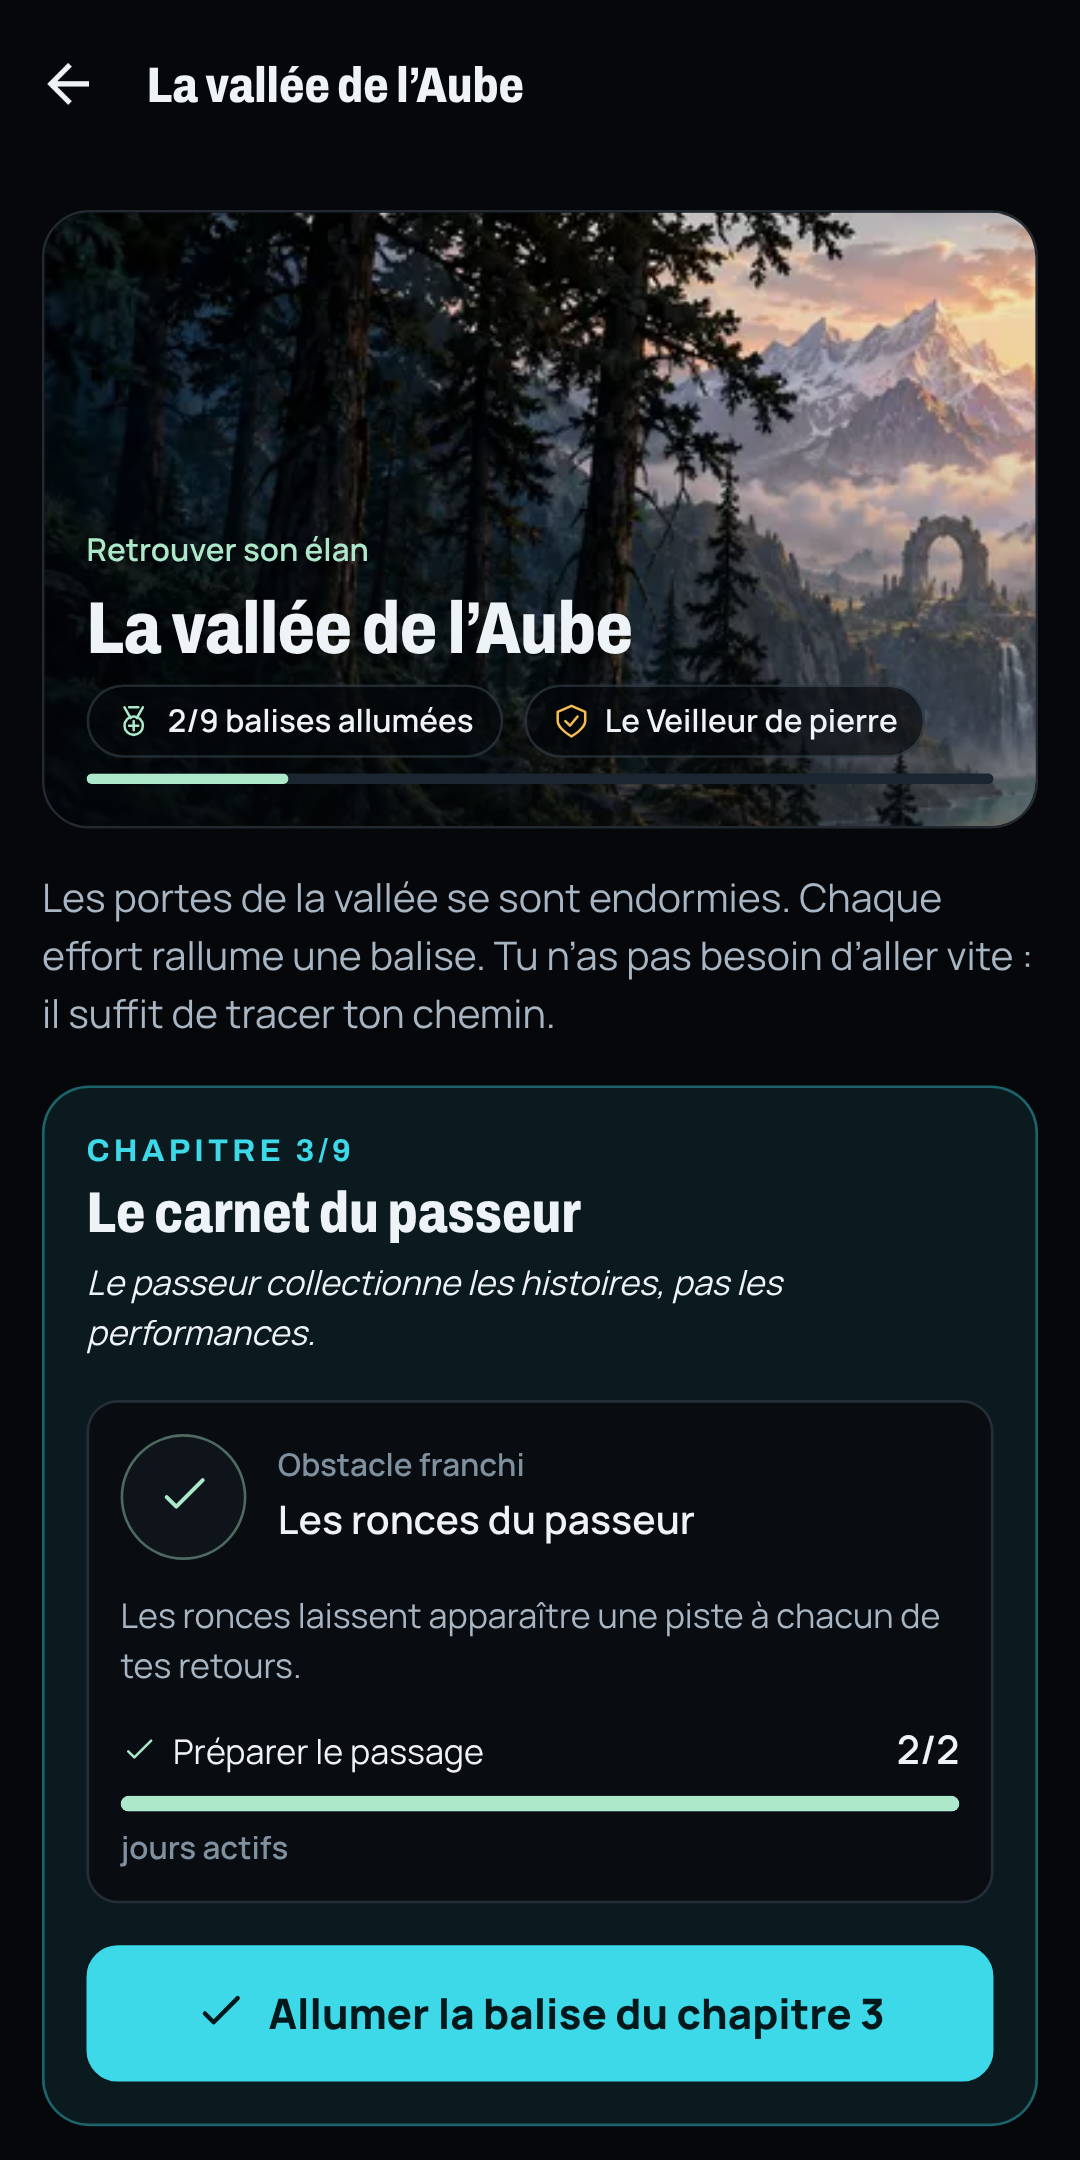 La vallée de l’Aube
Retrouver son élan
La vallée de l’Aube
2/9 balises allumées
Le Veilleur de pierre
Les portes de la vallée se sont endormies. Chaque
effort rallume une balise. Tu n’as pas besoin d’aller vite :
il suffit de tracer ton chemin.
CHAPITRE 3/9
Le carnet du passeur
Le passeur collectionne les histoires, pas les
performances.
Obstacle franchi
Les ronces du passeur
Les ronces laissent apparaître une piste à chacun de
tes retours.
Préparer le passage
2/2
jours actifs
Allumer la balise du chapitre 3